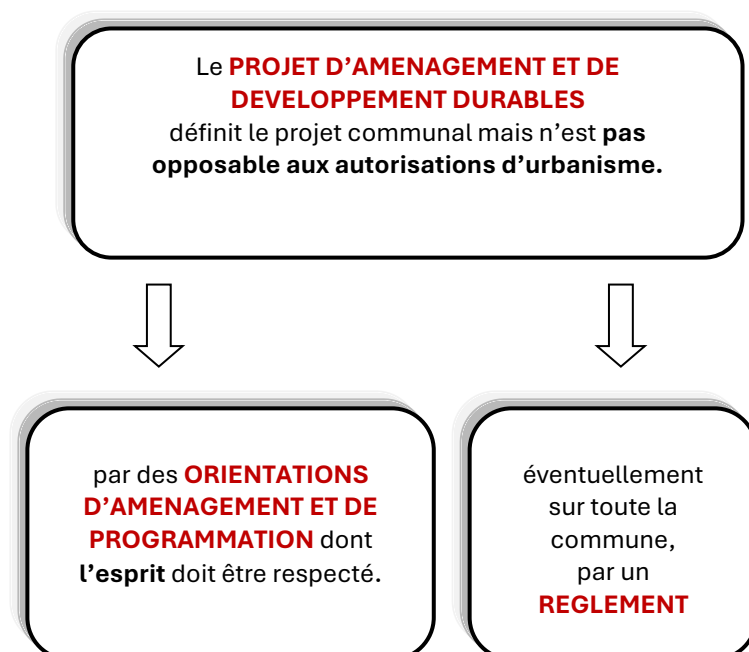 Le PROJET D’AMENAGEMENT ET DE
DEVELOPPEMENT DURABLES
définit le projet communal mais n’est pas
opposable aux autorisations d’urbanisme.
par des ORIENTATIONS
D’AMENAGEMENT ET DE
PROGRAMMATION dont
l’esprit doit être respecté.
éventuellement
sur toute la
commune,
par un
REGLEMENT